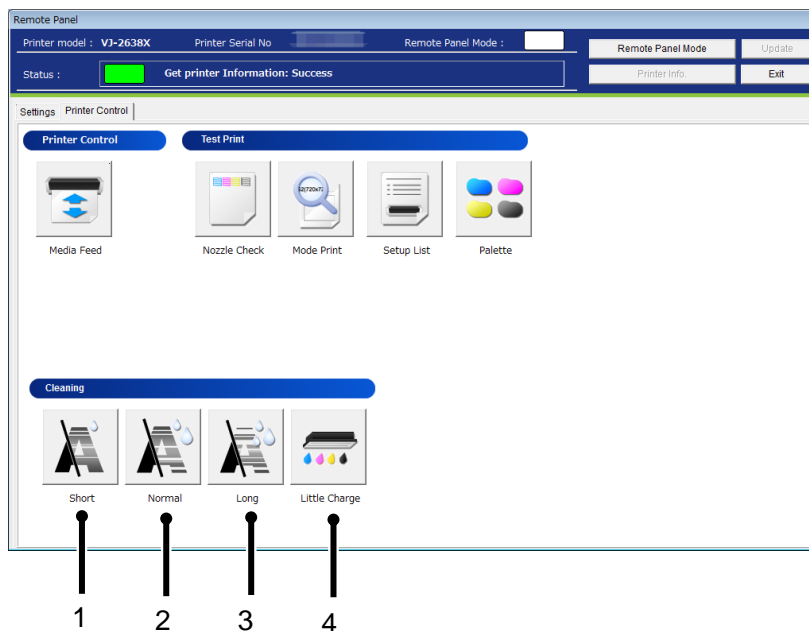 Remote Panel
Printer model : VJ-2638X Printer Serial No Remote Panel Mode :
Remote Panel Mode Update
Status : Get printer Information: Success
Printer Info. Exit
Settings Printer Control
Printer Control Test Print
Media Feed Nozzle Check Mode Print Setup List Palette
Cleaning
Short Normal Long Little Charge
1 2 3 4